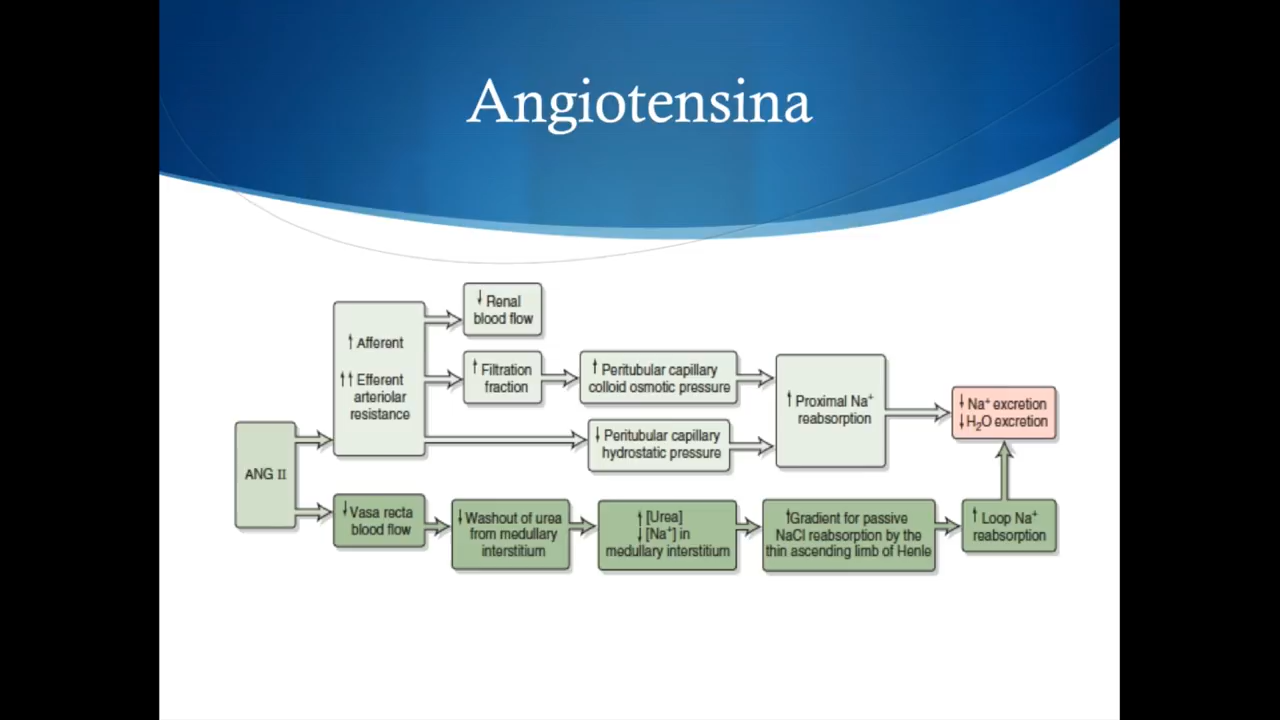 Angiotensina
↓ Renal
blood flow
↑ Afferent
↑↑ Efferent
arteriolar
resistance
↑ Filtration
fraction
↑ Peritubular capillary
colloid osmotic pressure
↑ Proximal Na⁺
reabsorption
↓ Na⁺ excretion
↓H₂O excretion
↓ Peritubular capillary
hydrostatic pressure
ANG II
↓Vasa recta
blood flow
↓Washout of urea
from medullary
interstitium
↑ [Urea]
↓ [Na⁺] in
medullary interstitium
↑Gradient for passive
NaCl reabsorption by the
thin ascending limb of Henle
↑ Loop Na⁺
reabsorption